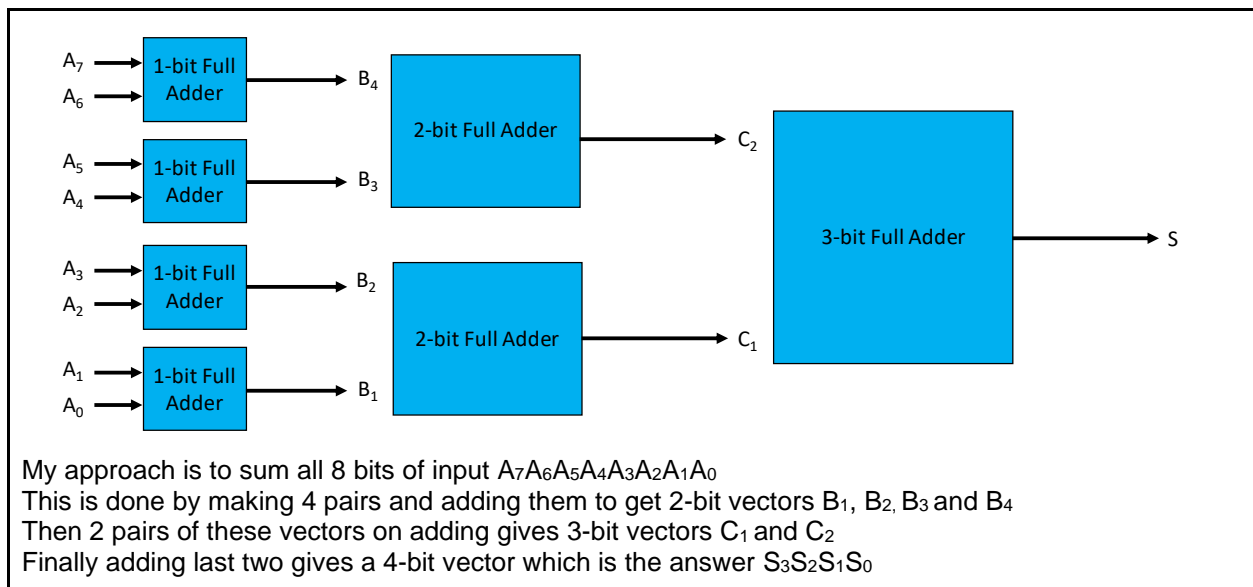 A₇
A₆
1-bit Full
Adder
B₄
A₅
A₄
1-bit Full
Adder
B₃
2-bit Full Adder
C₂
A₃
A₂
1-bit Full
Adder
B₂
A₁
A₀
1-bit Full
Adder
B₁
2-bit Full Adder
C₁
3-bit Full Adder
S
My approach is to sum all 8 bits of input A₇A₆A₅A₄A₃A₂A₁A₀
This is done by making 4 pairs and adding them to get 2-bit vectors B₁, B₂, B₃ and B₄
Then 2 pairs of these vectors on adding gives 3-bit vectors C₁ and C₂
Finally adding last two gives a 4-bit vector which is the answer S₃S₂S₁S₀